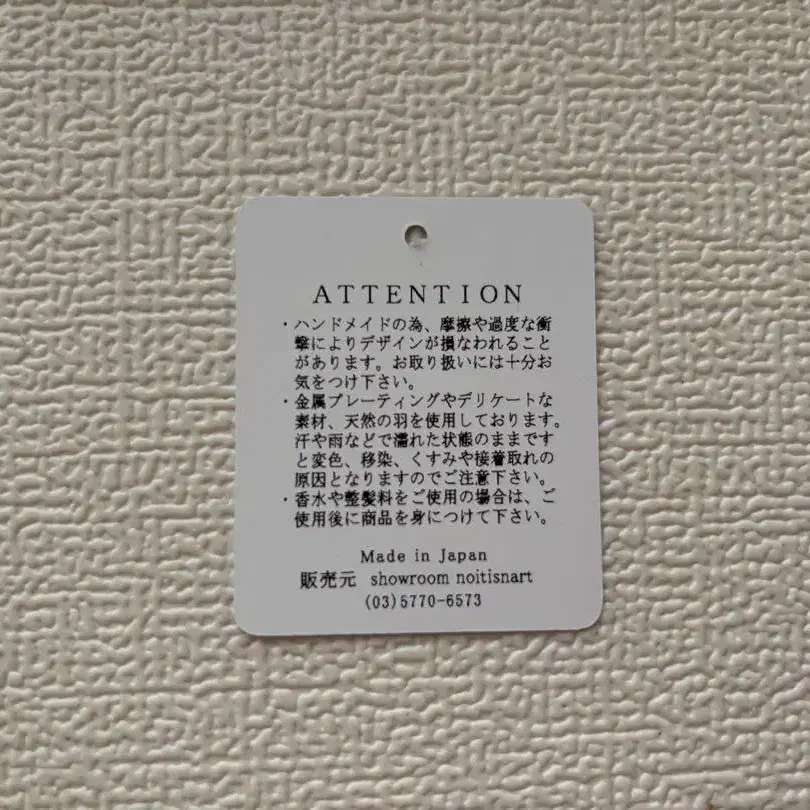 ATTENTION
・ハンドメイドの為、摩擦や過度な衝
撃によりデザインが損なわれること
があります。お取り扱いには十分お
気をつけ下さい。
・金属プレーティングやデリケートな
素材、天然の羽を使用しております。
汗や雨などで濡れた状態のままです
と変色、移染、くすみや接着取れの
原因となりますのでご注意下さい。
・香水や整髪料をご使用の場合は、ご
使用後に商品を身につけて下さい。
Made in Japan
販売元 showroom noitisnart
(03)5770-6573